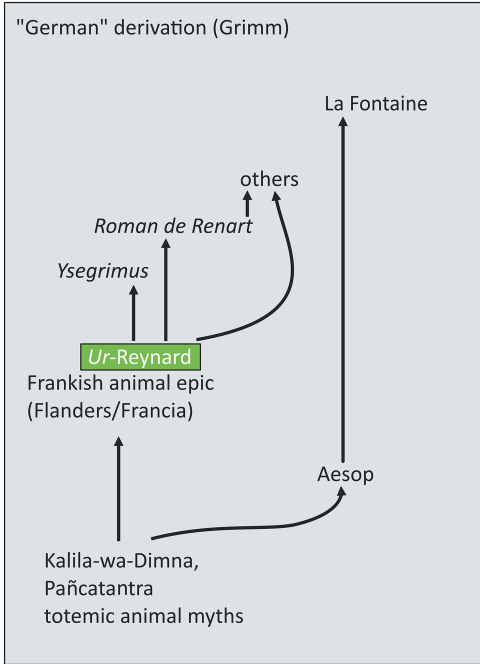 "German" derivation (Grimm)
La Fontaine
others
Roman de Renart
Ysegrimus
Ur-Reynard
Frankish animal epic
(Flanders/Francia)
Aesop
Kalila-wa-Dimna,
Pañcatantra
totemic animal myths